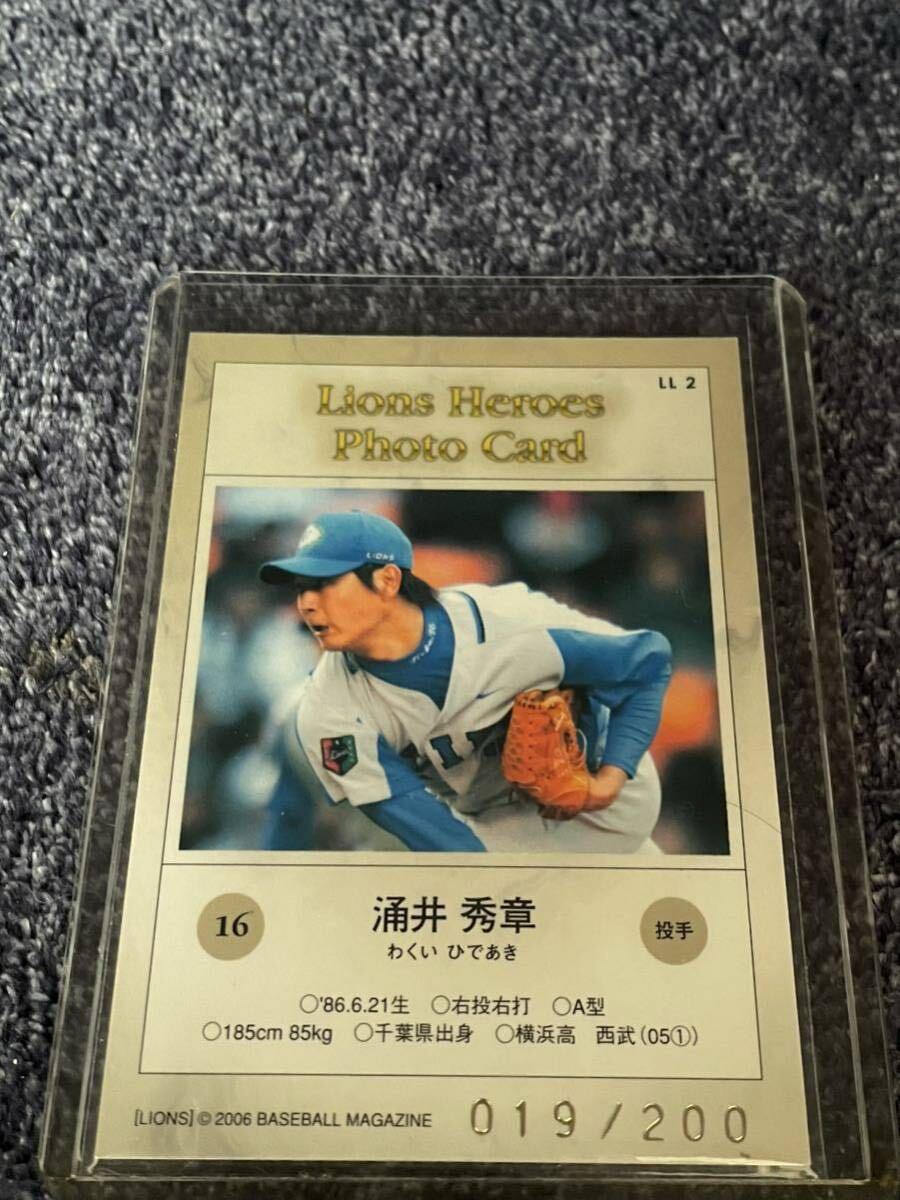 LL 2
Lions Heroes
Photo Card
LIONS
16
涌井 秀章
わくい ひであき
投手
○'86.6.21生 ○右投右打 ○A型
○185cm 85kg ○千葉県出身 ○横浜高 西武(05①)
[LIONS] © 2006 BASEBALL MAGAZINE
019/200